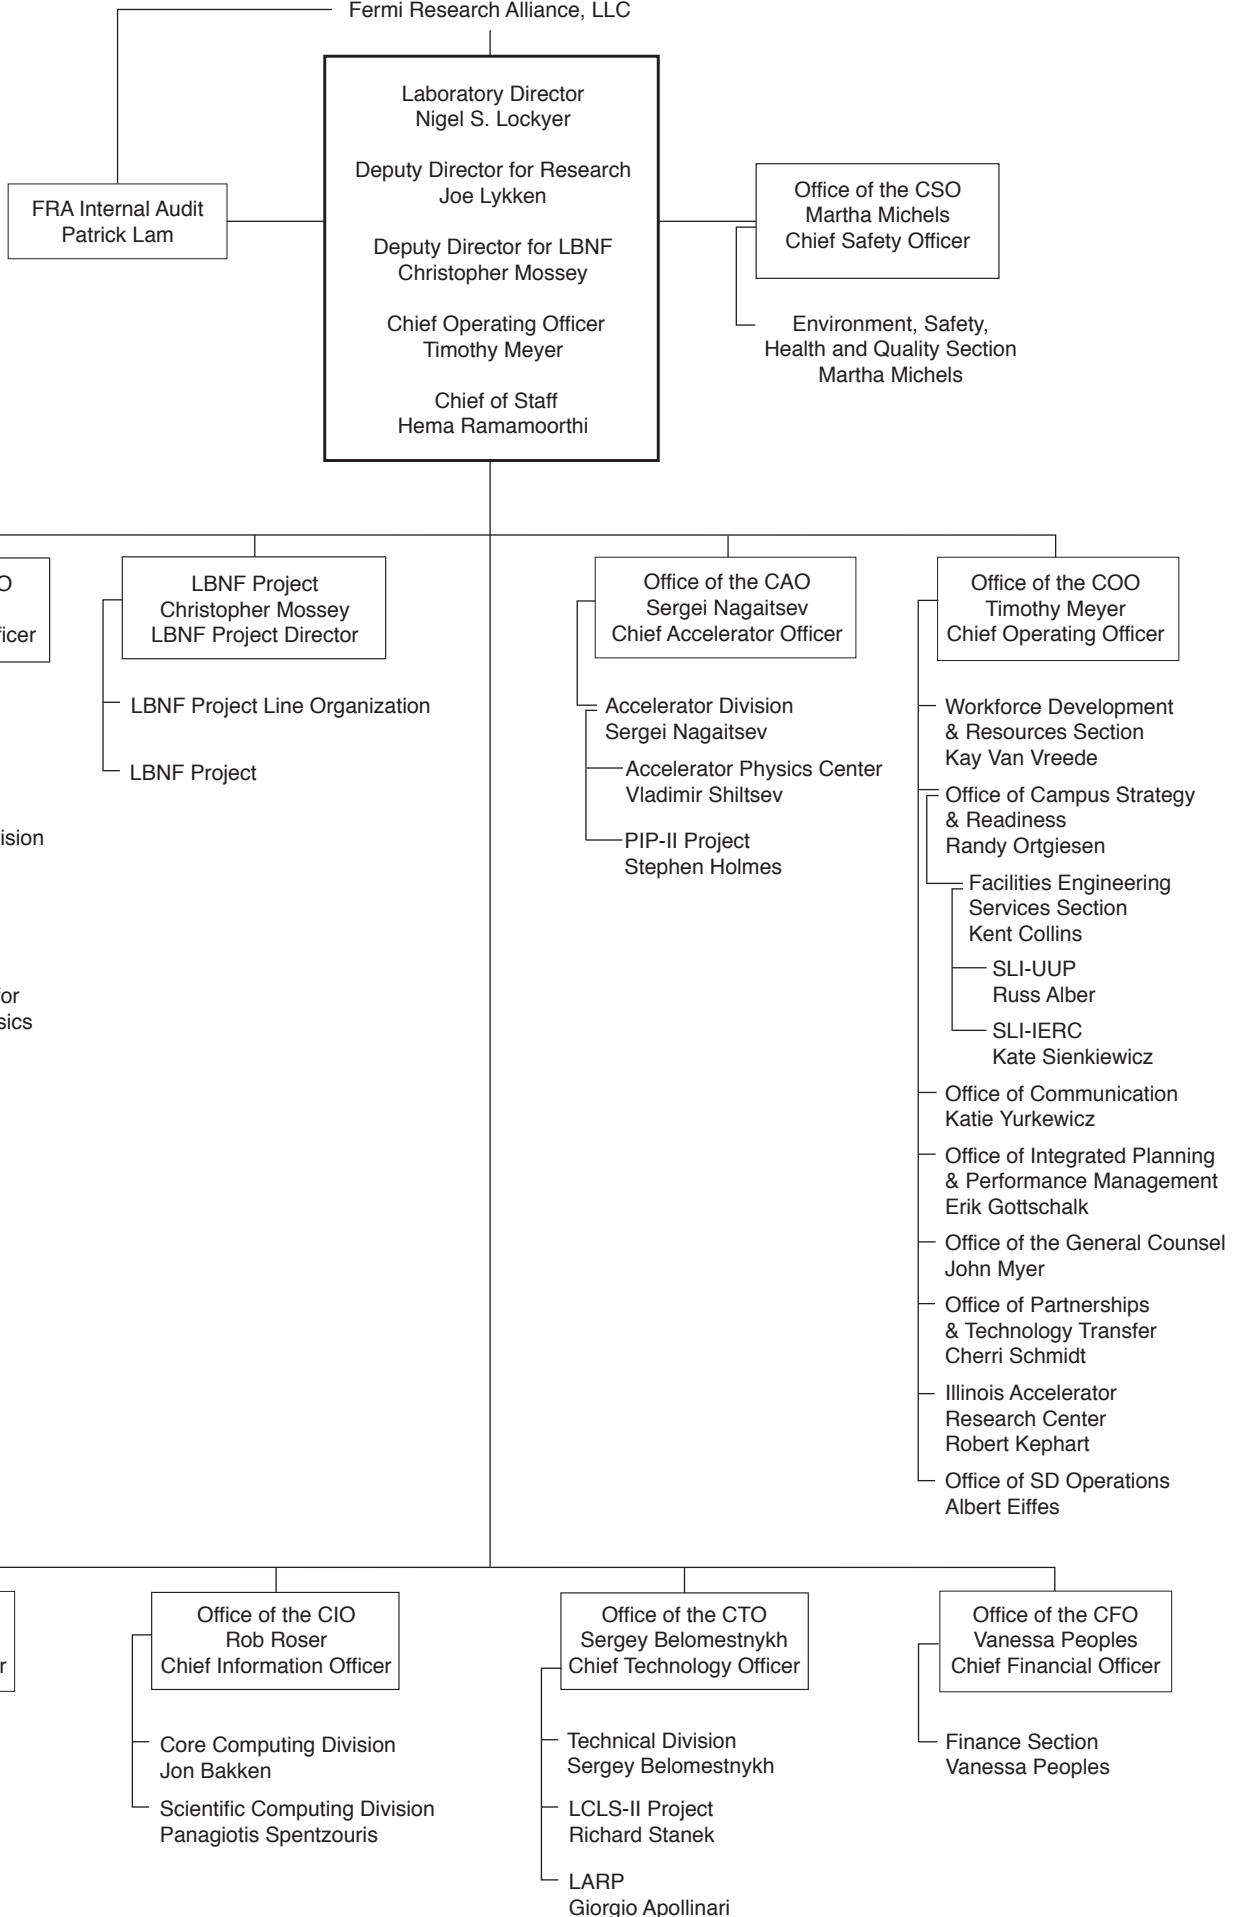 Fermi Research Alliance, LLC
Laboratory Director
Nigel S. Lockyer
Deputy Director for Research
Joe Lykken
Deputy Director for LBNF
Christopher Mossey
Chief Operating Officer
Timothy Meyer
Chief of Staff
Hema Ramamoorthi
FRA Internal Audit
Patrick Lam
Office of the CSO
Martha Michels
Chief Safety Officer
Environment, Safety,
Health and Quality Section
Martha Michels
LBNF Project
Christopher Mossey
LBNF Project Director
LBNF Project Line Organization
LBNF Project
Office of the CAO
Sergei Nagaitsev
Chief Accelerator Officer
Accelerator Division
Sergei Nagaitsev
Accelerator Physics Center
Vladimir Shiltsev
PIP-II Project
Stephen Holmes
Office of the COO
Timothy Meyer
Chief Operating Officer
Workforce Development
& Resources Section
Kay Van Vreede
Office of Campus Strategy
& Readiness
Randy Ortgiesen
Facilities Engineering
Services Section
Kent Collins
SLI-UUP
Russ Alber
SLI-IERC
Kate Sienkiewicz
Office of Communication
Katie Yurkewicz
Office of Integrated Planning
& Performance Management
Erik Gottschalk
Office of the General Counsel
John Myer
Office of Partnerships
& Technology Transfer
Cherri Schmidt
Illinois Accelerator
Research Center
Robert Kephart
Office of SD Operations
Albert Eiffes
Office of the CIO
Rob Roser
Chief Information Officer
Core Computing Division
Jon Bakken
Scientific Computing Division
Panagiotis Spentzouris
Office of the CTO
Sergey Belomestnykh
Chief Technology Officer
Technical Division
Sergey Belomestnykh
LCLS-II Project
Richard Stanek
LARP
Giorgio Apollinari
Office of the CFO
Vanessa Peoples
Chief Financial Officer
Finance Section
Vanessa Peoples